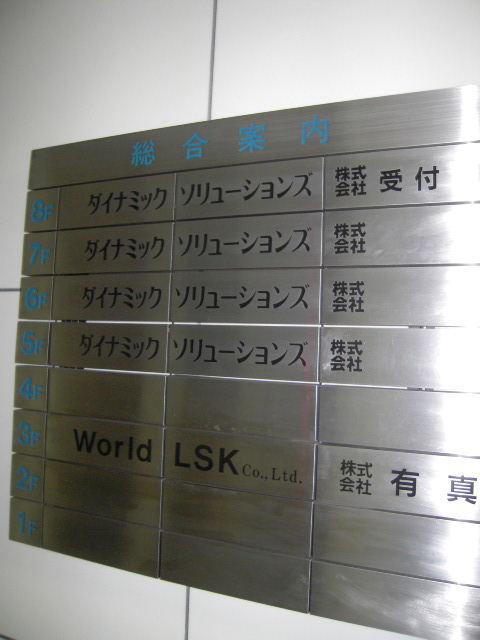 総合案内
8F ダイナミック ソリューションズ 株式会社 受付
7F ダイナミック ソリューションズ 株式会社
6F ダイナミック ソリューションズ 株式会社
5F ダイナミック ソリューションズ 株式会社
4F
3F World LSK Co., Ltd.
2F 株式会社 有真
1F